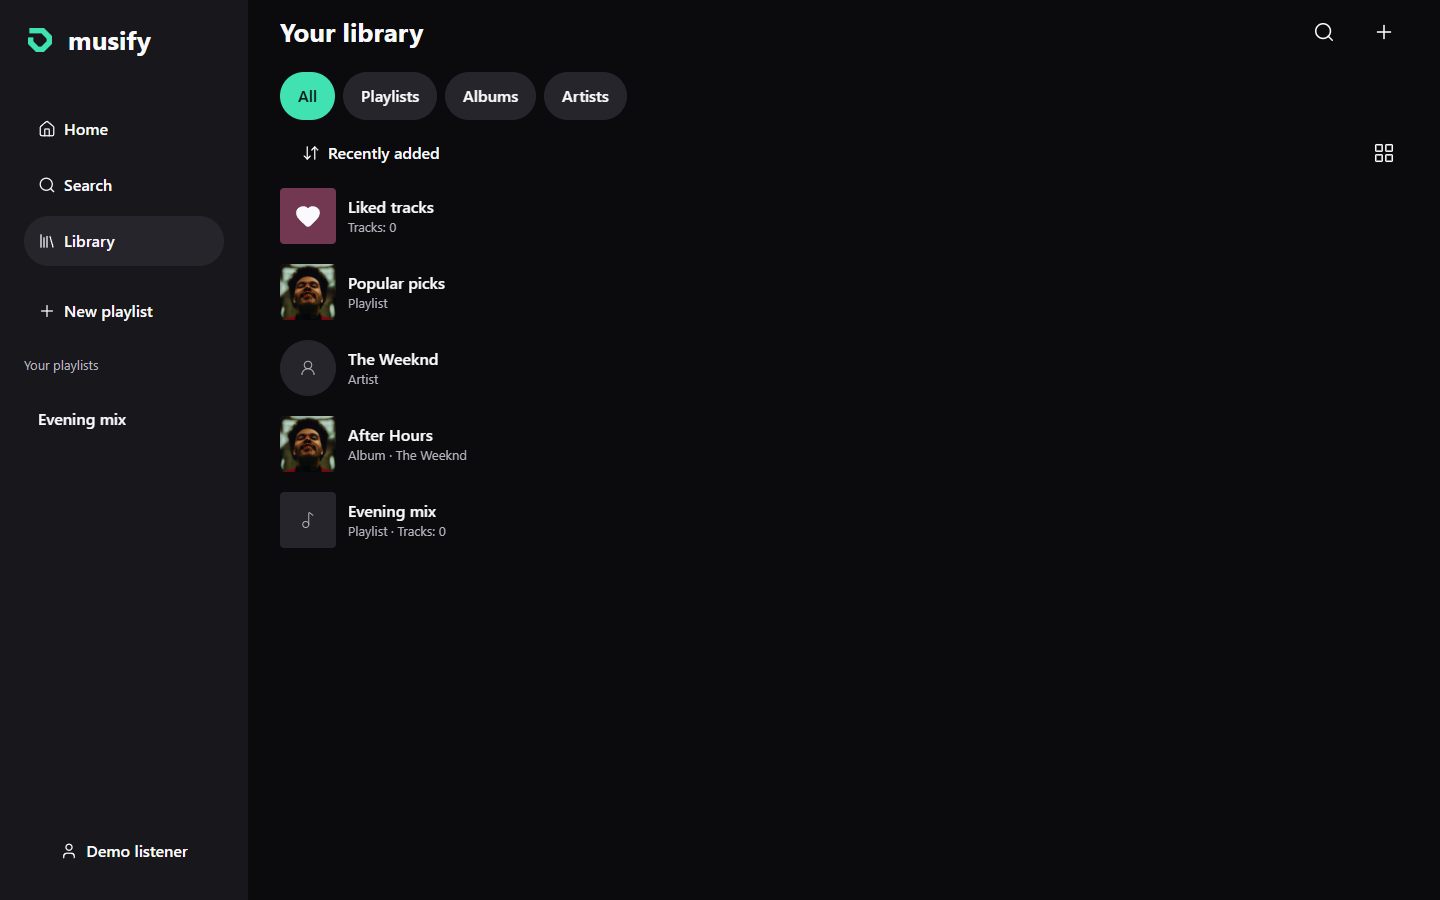 musify
Home
Search
Library
New playlist
Your playlists
Evening mix
Demo listener
Your library
All
Playlists
Albums
Artists
Recently added
Liked tracks
Tracks: 0
Popular picks
Playlist
The Weeknd
Artist
After Hours
Album · The Weeknd
Evening mix
Playlist · Tracks: 0